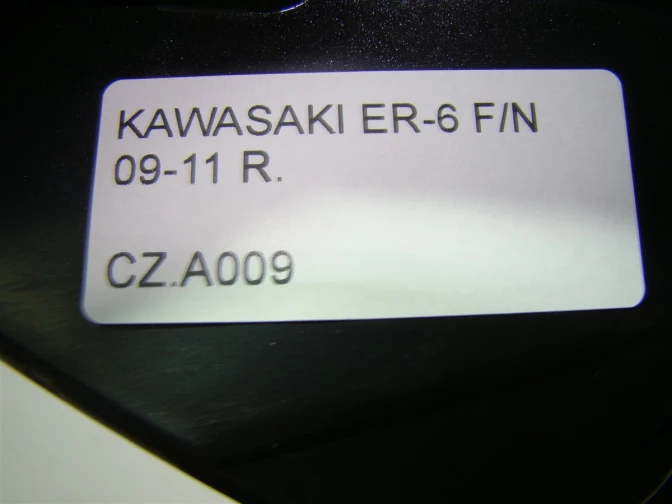 KAWASAKI ER-6 F/N
09-11 R.
CZ.A009